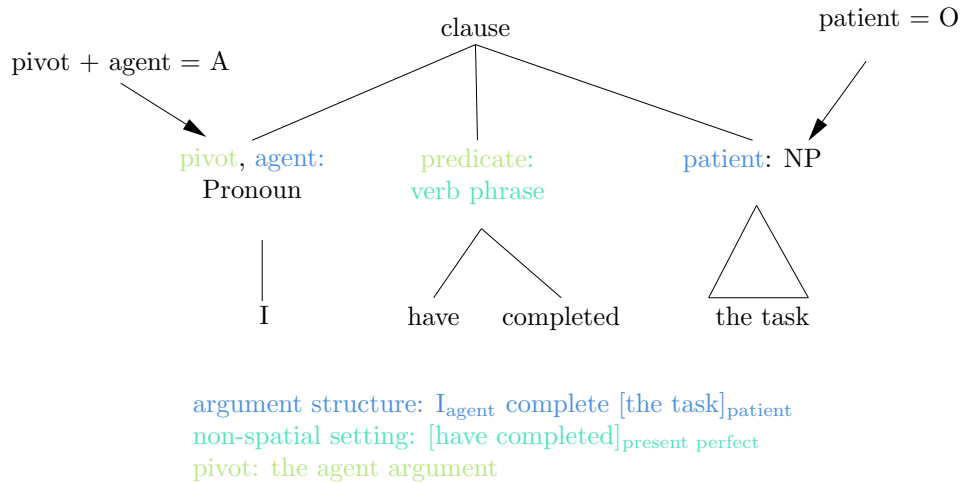 clause
patient = O
pivot + agent = A
pivot, agent:
Pronoun
predicate:
verb phrase
patient: NP
I
have
completed
the task
argument structure: I_agent complete [the task]_patient
non-spatial setting: [have completed]_present perfect
pivot: the agent argument